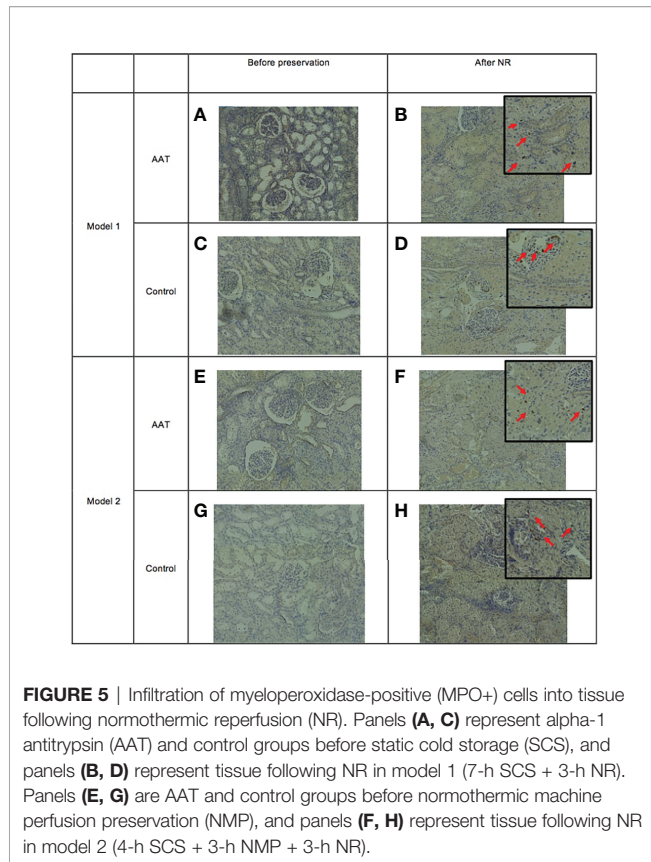 Before preservation After NR
A B
AAT
Model 1
C D
Control
E F
AAT
Model 2
G H
Control
FIGURE 5 | Infiltration of myeloperoxidase-positive (MPO+) cells into tissue
following normothermic reperfusion (NR). Panels (A, C) represent alpha-1
antitrypsin (AAT) and control groups before static cold storage (SCS), and
panels (B, D) represent tissue following NR in model 1 (7-h SCS + 3-h NR).
Panels (E, G) are AAT and control groups before normothermic machine
perfusion preservation (NMP), and panels (F, H) represent tissue following NR
in model 2 (4-h SCS + 3-h NMP + 3-h NR).